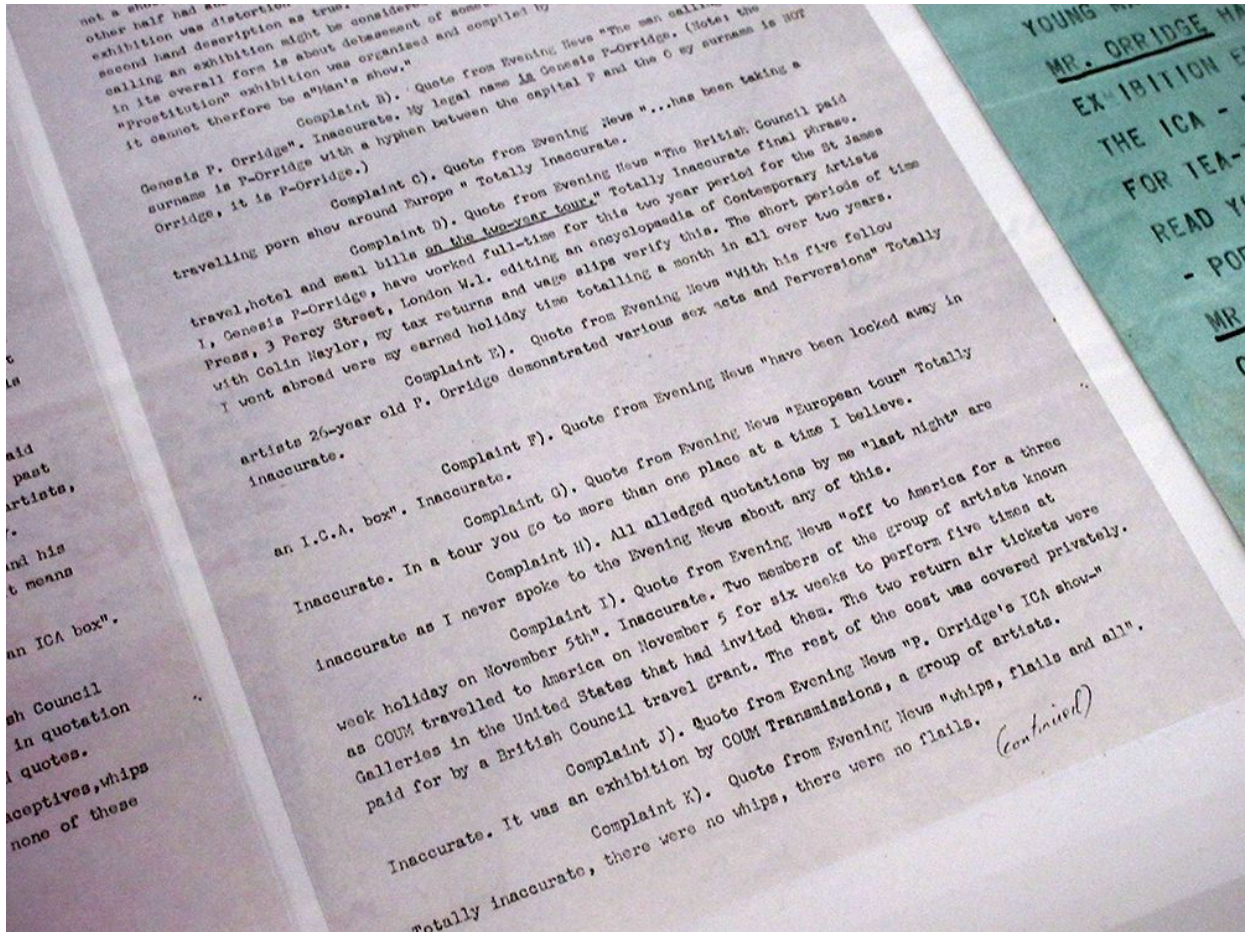 not a sho
other half had au
exhibition was distortion
second hand description as true.
calling an exhibition might be considere
in its overall form is about debasement of some
"Prostitution" exhibition was organised and compiled by
it cannot therfore be a"Man's show."
Complaint B). Quote from Evening News "The man calling
Genesis P. Orridge". Inaccurate. My legal name is Genesis P-Orridge. (Note: the
surname is P-Orridge with a hyphen between the capital P and the O my surname is NOT
Orridge, it is P-Orridge.)
Complaint C). Quote from Evening News "...has been taking a
travelling porn show around Europe " Totally Inaccurate.
Complaint D). Quote from Evening News "The British Council paid
travel,hotel and meal bills on the two-year tour." Totally Inaccurate final phrase.
I, Genesis P-Orridge, have worked full-time for this two year period for the St James
Press, 3 Percy Street, London W.1. editing an encyclopaedia of Contemporary Artists
with Colin Naylor, my tax returns and wage slips verify this. The short periods of time
I went abroad were my earned holiday time totalling a month in all over two years.
Complaint E). Quote from Evening News "With his five fellow
artists 26-year old P. Orridge demonstrated various sex acts and Perversions" Totally
inaccurate.
Complaint F). Quote from Evening News "have been locked away in
an I.C.A. box". Inaccurate.
Complaint G). Quote from Evening News "European tour" Totally
Inaccurate. In a tour you go to more than one place at a time I believe.
Complaint H). All alledged quotations by me "last night" are
inaccurate as I never spoke to the Evening News about any of this.
Complaint I). Quote from Evening News "off to America for a three
week holiday on November 5th". Inaccurate. Two members of the group of artists known
as COUM travelled to America on November 5 for six weeks to perform five times at
Galleries in the United States that had invited them. The two return air tickets were
paid for by a British Council travel grant. The rest of the cost was covered privately.
Complaint J). Quote from Evening News "P. Orridge's ICA show-"
Inaccurate. It was an exhibition by COUM Transmissions, a group of artists.
Complaint K). Quote from Evening News "whips, flails and all".
Totally inaccurate, there were no whips, there were no flails.
(continued)
t
is
aid
past
artists,
.
and his
t means
an ICA box".
sh Council
in quotation
d quotes.
aceptives,whips
none of these
YOUNG
MR. ORRIDGE
EXHIBITION
THE ICA -
FOR TEA-
READ
-
MR